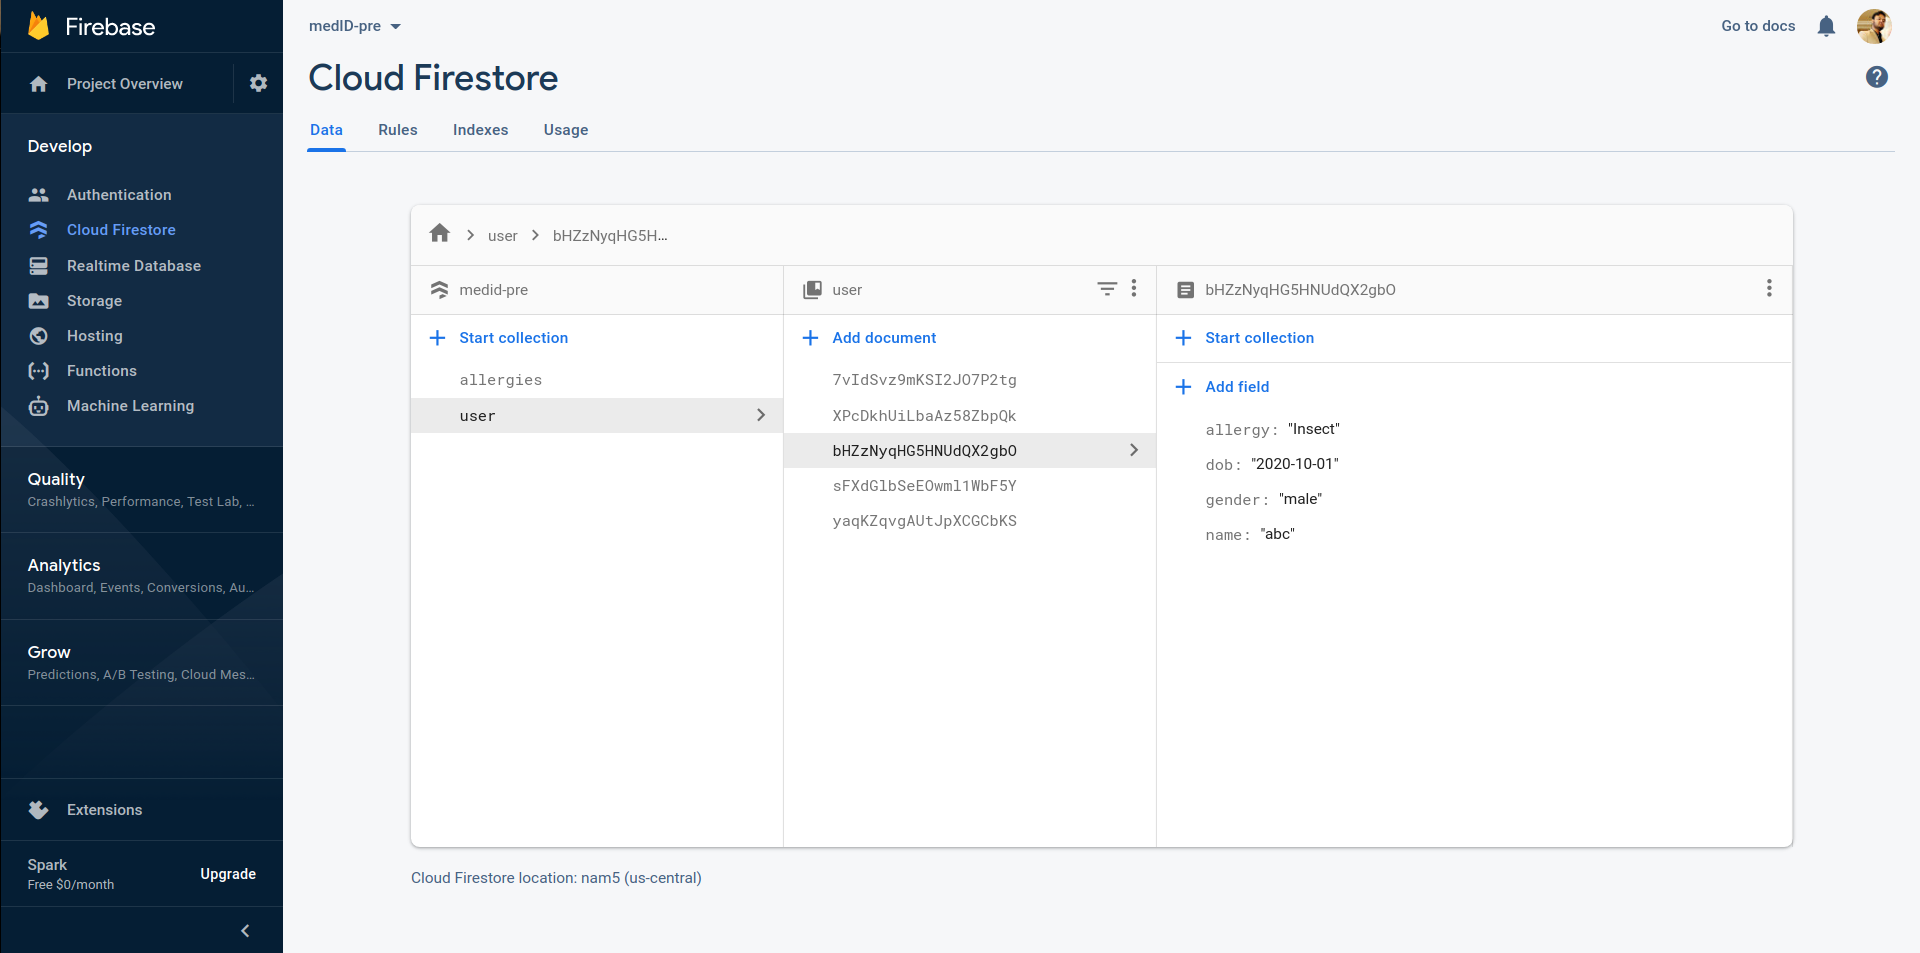 Firebase
Project Overview
Develop
Authentication
Cloud Firestore
Realtime Database
Storage
Hosting
Functions
Machine Learning
Quality
Crashlytics, Performance, Test Lab, …
Analytics
Dashboard, Events, Conversions, Au…
Grow
Predictions, A/B Testing, Cloud Mes…
Extensions
Spark
Free $0/month
Upgrade
medID-pre
Go to docs
Cloud Firestore
Data Rules Indexes Usage
user bHZzNyqHG5H…
medid-pre
Start collection
allergies
user
user
Add document
7vIdSvz9mKSI2JO7P2tg
XPcDkhUiLbaAz58ZbpQk
bHZzNyqHG5HNUdQX2gbO
sFXdGlbSeEOwml1WbF5Y
yaqKZqvgAUtJpXCGCbKS
bHZzNyqHG5HNUdQX2gbO
Start collection
Add field
allergy: "Insect"
dob: "2020-10-01"
gender: "male"
name: "abc"
Cloud Firestore location: nam5 (us-central)